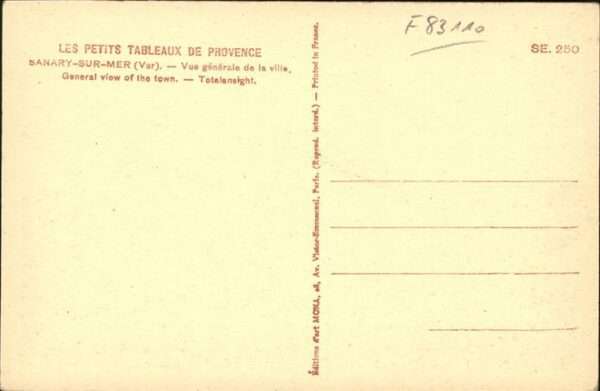 LES PETITS TABLEAUX DE PROVENCE
SANARY-SUR-MER (Var). — Vue générale de la ville.
General view of the town. — Totalansight.
F 83110
SE. 250
Éditions d'art MONA, Av. Victor-Emmanuel, Paris. (Reprod. interd.) — Printed in France.